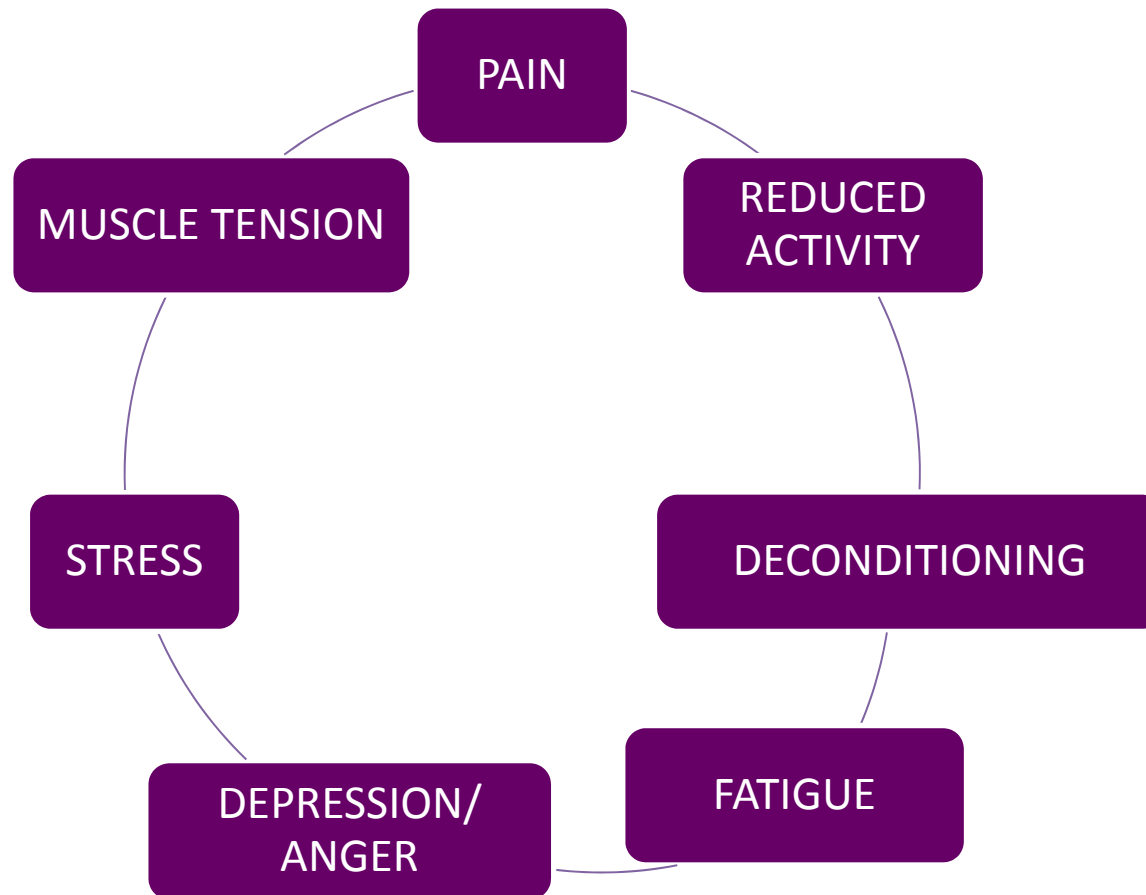 PAIN
REDUCED
ACTIVITY
DECONDITIONING
FATIGUE
DEPRESSION/
ANGER
STRESS
MUSCLE TENSION